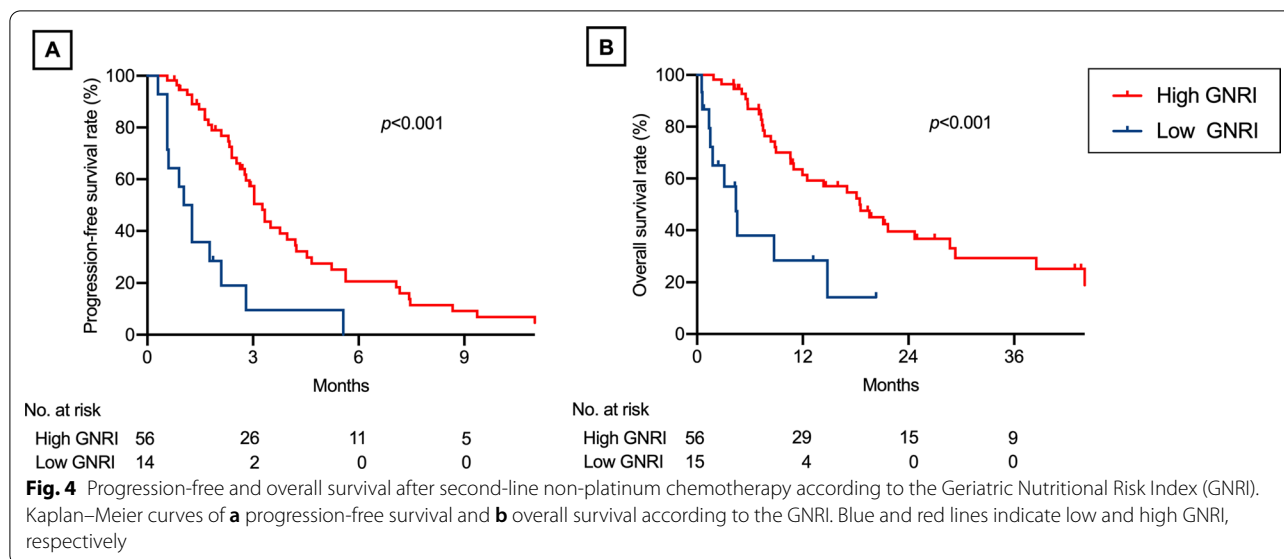 A
Progression-free survival rate (%)
100
80
60
40
20
0
p<0.001
0 3 6 9
Months
No. at risk
High GNRI 56 26 11 5
Low GNRI 14 2 0 0
B
Overall survival rate (%)
100
80
60
40
20
0
p<0.001
0 12 24 36
Months
No. at risk
High GNRI 56 29 15 9
Low GNRI 15 4 0 0
High GNRI
Low GNRI
Fig. 4 Progression-free and overall survival after second-line non-platinum chemotherapy according to the Geriatric Nutritional Risk Index (GNRI).
Kaplan–Meier curves of a progression-free survival and b overall survival according to the GNRI. Blue and red lines indicate low and high GNRI,
respectively